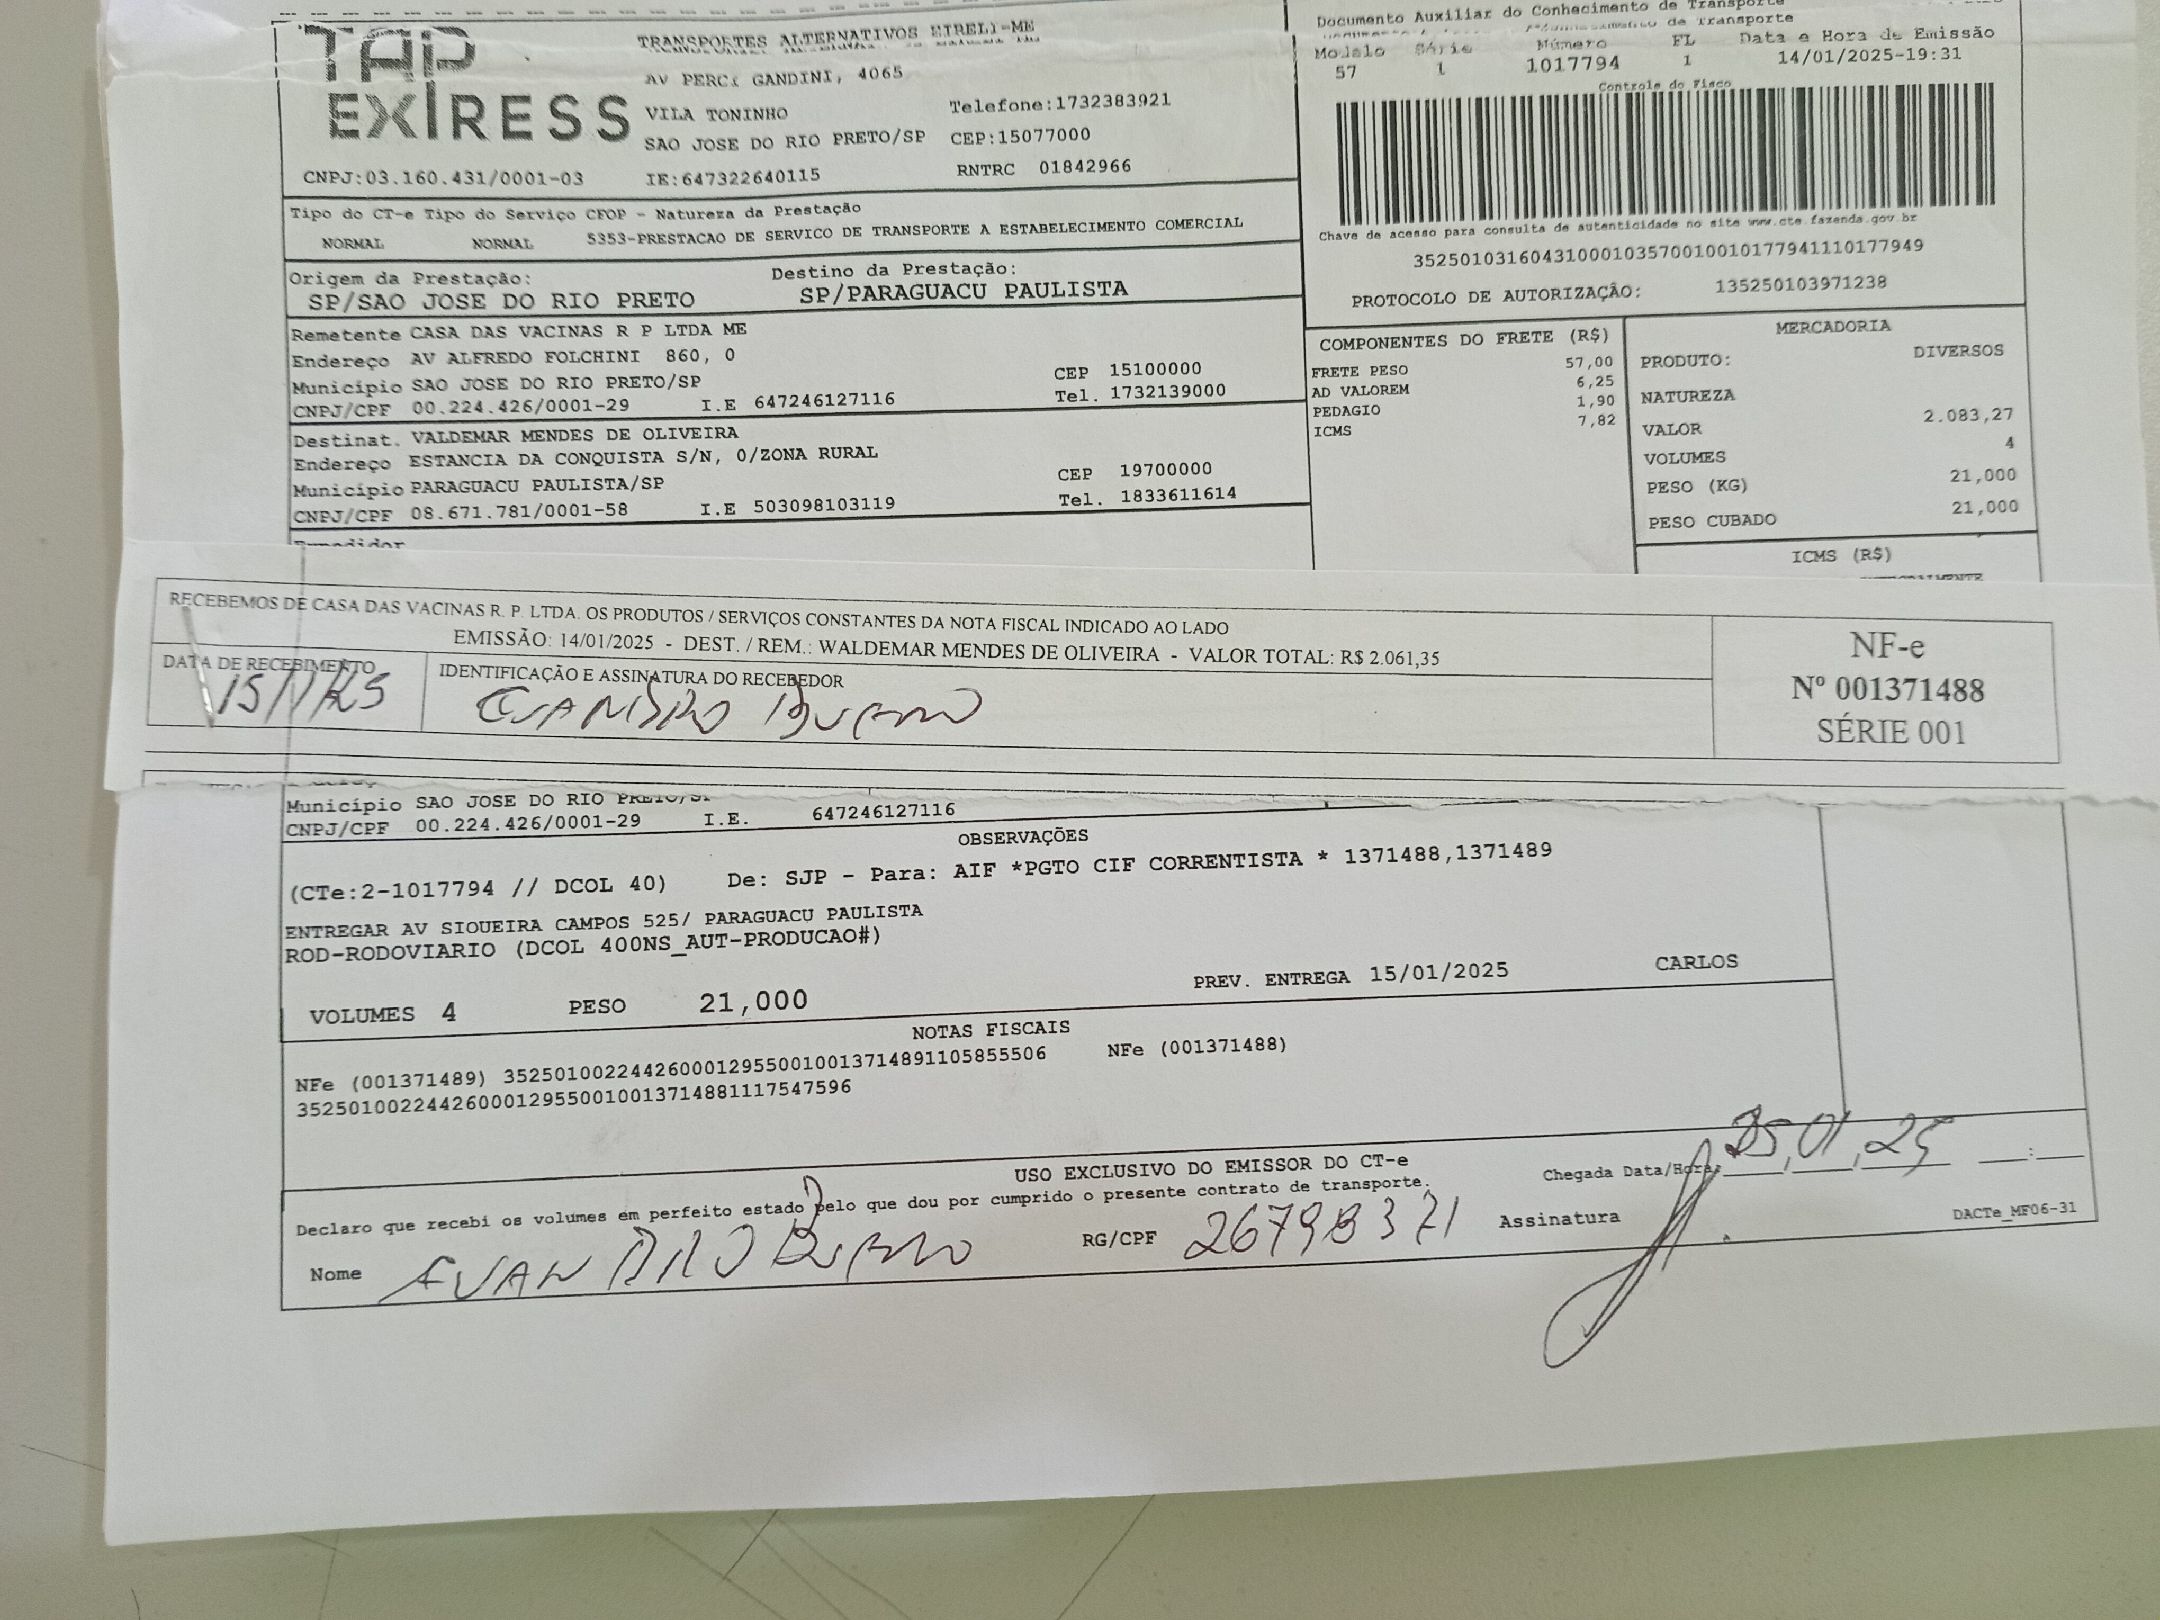 TAP
EXPRESS
TRANSPORTES ALTERNATIVOS EIRELI-ME
AV PERCI GANDINI, 4065
VILA TONINHO
SAO JOSE DO RIO PRETO/SP
Telefone:1732383921
CEP:15077000
CNPJ:03.160.431/0001-03 IE:647322640115 RNTRC 01842966
Documento Auxiliar do Conhecimento de Transporte
de Transporte
Modelo Série Número FL Data e Hora de Emissão
57 1 1017794 1 14/01/2025-19:31
Controle do Fisco
Chave de acesso para consulta de autenticidade no site www.cte.fazenda.gov.br
35250103160431000103570010010177941110177949
PROTOCOLO DE AUTORIZAÇÃO: 135250103971238
Tipo do CT-e Tipo do Serviço CFOP - Natureza da Prestação
NORMAL NORMAL 5353-PRESTACAO DE SERVICO DE TRANSPORTE A ESTABELECIMENTO COMERCIAL
Origem da Prestação: Destino da Prestação:
SP/SAO JOSE DO RIO PRETO SP/PARAGUACU PAULISTA
Remetente CASA DAS VACINAS R P LTDA ME
Endereço AV ALFREDO FOLCHINI 860, 0
Município SAO JOSE DO RIO PRETO/SP CEP 15100000
CNPJ/CPF 00.224.426/0001-29 I.E 647246127116 Tel. 1732139000
Destinat. VALDEMAR MENDES DE OLIVEIRA
Endereço ESTANCIA DA CONQUISTA S/N, 0/ZONA RURAL
Município PARAGUACU PAULISTA/SP CEP 19700000
CNPJ/CPF 08.671.781/0001-58 I.E 503098103119 Tel. 1833611614
Expedidor
COMPONENTES DO FRETE (R$)
FRETE PESO 57,00
AD VALOREM 6,25
PEDAGIO 1,90
ICMS 7,82
MERCADORIA
PRODUTO: DIVERSOS
NATUREZA
VALOR 2.083,27
VOLUMES 4
PESO (KG) 21,000
PESO CUBADO 21,000
ICMS (R$)
RECEBEMOS DE CASA DAS VACINAS R. P. LTDA. OS PRODUTOS / SERVIÇOS CONSTANTES DA NOTA FISCAL INDICADO AO LADO
EMISSÃO: 14/01/2025 - DEST. / REM.: WALDEMAR MENDES DE OLIVEIRA - VALOR TOTAL: R$ 2.061,35
DATA DE RECEBIMENTO IDENTIFICAÇÃO E ASSINATURA DO RECEBEDOR
15/1/25 EVANDRO BUENO
NF-e
Nº 001371488
SÉRIE 001
Município SAO JOSE DO RIO PRETO/SP
CNPJ/CPF 00.224.426/0001-29 I.E. 647246127116
OBSERVAÇÕES
(CTe:2-1017794 // DCOL 40) De: SJP - Para: AIF *PGTO CIF CORRENTISTA * 1371488,1371489
ENTREGAR AV SIQUEIRA CAMPOS 525/ PARAGUACU PAULISTA
ROD-RODOVIARIO (DCOL 400NS_AUT-PRODUCAO#)
PREV. ENTREGA 15/01/2025 CARLOS
VOLUMES 4 PESO 21,000
NOTAS FISCAIS
NFe (001371489) 35250100224426000129550010013714891105855506 NFe (001371488)
35250100224426000129550010013714881117547596
USO EXCLUSIVO DO EMISSOR DO CT-e
Chegada Data/Hora: 25/01/25
Declaro que recebi os volumes em perfeito estado pelo que dou por cumprido o presente contrato de transporte.
Nome EVANDRO BUENO RG/CPF 26798371 Assinatura
DACTe_MF06-31